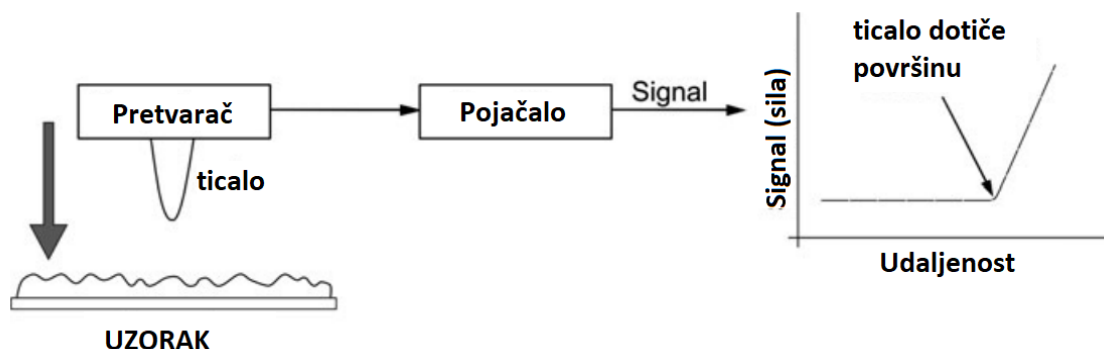 Pretvarač
ticalo
UZORAK
Pojačalo
Signal
Signal (sila)
ticalo dotiče
površinu
Udaljenost